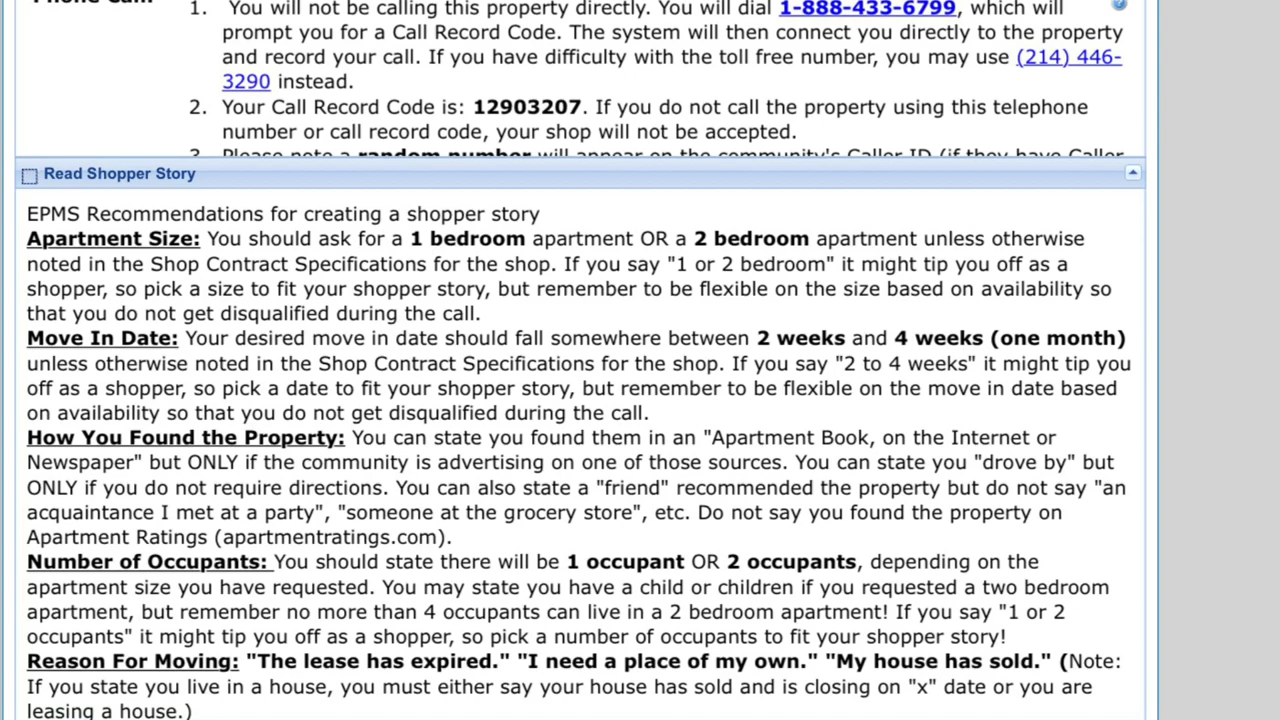 1. You will not be calling this property directly. You will dial 1-888-433-6799, which will
prompt you for a Call Record Code. The system will then connect you directly to the property
and record your call. If you have difficulty with the toll free number, you may use (214) 446-
3290 instead.
2. Your Call Record Code is: 12903207. If you do not call the property using this telephone
number or call record code, your shop will not be accepted.
3. Please note a random number will appear on the community's Caller ID (if they have Caller
Read Shopper Story
EPMS Recommendations for creating a shopper story
Apartment Size: You should ask for a 1 bedroom apartment OR a 2 bedroom apartment unless otherwise
noted in the Shop Contract Specifications for the shop. If you say "1 or 2 bedroom" it might tip you off as a
shopper, so pick a size to fit your shopper story, but remember to be flexible on the size based on availability so
that you do not get disqualified during the call.
Move In Date: Your desired move in date should fall somewhere between 2 weeks and 4 weeks (one month)
unless otherwise noted in the Shop Contract Specifications for the shop. If you say "2 to 4 weeks" it might tip you
off as a shopper, so pick a date to fit your shopper story, but remember to be flexible on the move in date based
on availability so that you do not get disqualified during the call.
How You Found the Property: You can state you found them in an "Apartment Book, on the Internet or
Newspaper" but ONLY if the community is advertising on one of those sources. You can state you "drove by" but
ONLY if you do not require directions. You can also state a "friend" recommended the property but do not say "an
acquaintance I met at a party", "someone at the grocery store", etc. Do not say you found the property on
Apartment Ratings (apartmentratings.com).
Number of Occupants: You should state there will be 1 occupant OR 2 occupants, depending on the
apartment size you have requested. You may state you have a child or children if you requested a two bedroom
apartment, but remember no more than 4 occupants can live in a 2 bedroom apartment! If you say "1 or 2
occupants" it might tip you off as a shopper, so pick a number of occupants to fit your shopper story!
Reason For Moving: "The lease has expired." "I need a place of my own." "My house has sold." (Note:
If you state you live in a house, you must either say your house has sold and is closing on "x" date or you are
leasing a house.)